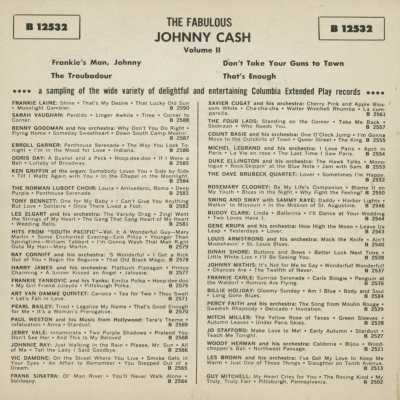 THE FABULOUS
B 12532
JOHNNY CASH
B 12532
Volume II
Frankie's Man, Johnny
Don't Take Your Guns to Town
The Troubadour
That's Enough
•••• a sampling of the wide variety of delightful and entertaining Columbia Extended Play records ••••
FRANKIE LAINE: Shine • That's My Desire • That Lucky Old Sun
• Moonlight Gambler. B 2590
SARAH VAUGHAN: Perdido • Linger Awhile • Time • Corner to
Corner. B 2588
BENNY GOODMAN and his orchestra: Why Don't You Do Right •
Flying Home • Somebody Sweetheart • Down South Camp Meetin'.
B 2587
ERROLL GARNER: Penthouse Serenade • The Way You Look To-
night • I'm in the Mood for Love • Indiana. B 2586
DORIS DAY: A Bushel and a Peck • Hoop-dee-doo • If I Were a
Bell • Lullaby of Broadway. B 2585
KEN GRIFFIN at the organ: Somebody Loves You • Side by Side
• Till I Waltz Again with You • In the Chapel in the Moonlight.
THE NORMAN LUBOFF CHOIR: Laura • Arrivederci, Roma • Deep
Purple • Penthouse Serenade. B 2583
TONY BENNETT: One for My Baby • I Can't Give You Anything
But Love • Solitaire • Once There Lived a Fool. B 2582
LES ELGART and his orchestra: The Varsity Drag • Zing! Went
the Strings of My Heart • The Gang That Sang Heart of My Heart
• Wedding Bells. B 2581
HITS FROM "SOUTH PACIFIC"—Vol. I: A Wonderful Guy—Mary
Martin • Some Enchanted Evening—Ezio Pinza • Younger Than
Springtime—William Tabbert • I'm Gonna Wash That Man Right
Outa My Hair—Mary Martin. B 2579
RAY CONNIFF and his orchestra: 'S Wonderful • I Get a Kick
Out of You • Begin the Beguine • That Old Black Magic. B 2578
HARRY JAMES and his orchestra: Flatbush Flanagan • Prince
Charming • A Sinner Kissed an Angel • Jalousie. B 2577
FRANKIE YANKOVIC and his Yanks: Emilia Polka • Hoop-dee-doo
• My Girl Friend Julayda • Pittsburgh Polka. B 2575
ART VAN DAMME QUINTET: Carioca • Tea for Two • They Swell
• Let's Fall in Love. B 2571
PEARL BAILEY: Tired • Legalize My Name • That's Good Enough
for Me • It's a Woman's Prerogative. B 2570
PAUL WESTON and his Music from Hollywood: Tara's Theme •
Infatuation • Anna • Stardust. B 2569
JERRY VALE: Innamorata • Two Purple Shadows • Pretend You
Don't See Her • And This Is My Beloved. B 2568
JOHNNIE RAY: Just Walking in the Rain • Please, Mr. Sun • All
of Me • Tell the Lady I Said Goodbye. B 2566
VIC DAMONE: On the Street Where You Live • Smoke Gets in
Your Eyes • An Affair to Remember • You Stepped Out of a
Dream. B 2565
FRANK SINATRA: Ol' Man River • You'll Never Walk Alone •
Soliloquy. B 2564
XAVIER CUGAT and his orchestra: Cherry Pink and Apple Blos-
som White • Cha-cha-cha • Walter Winchell Rhumba • La cum-
parsita. B 2561
THE FOUR LADS: Standing on the Corner • Take Me Back •
Skokiaan • Who Needs You. B 2557
COUNT BASIE and his orchestra: One O'Clock Jump • I'm Gonna
Move to the Outskirts of Town • Queer Street • The King. B 2555
MICHEL LEGRAND and his orchestra: I Love Paris • April in
Paris • La Vie en rose • The Last Time I Saw Paris. B 2554
DUKE ELLINGTON and his orchestra: The Hawk Talks • Mono-
logue • Rock-Skippin' at the Blue Note • Jam with Sam. B 2553
THE DAVE BRUBECK QUARTET: Lover • Sometimes I'm Happy.
B 2552
ROSEMARY CLOONEY: Be My Life's Companion • Blame It on
My Youth • Blues in the Night • Why Fight the Feeling? B 2550
SWING AND SWAY WITH SAMMY KAYE: Daddy • Harbor Lights •
Wanderin' • In the Mission of St. Augustine. B 2548
BUDDY CLARK: Linda • Ballerina • I'll Dance at Your Wedding
• Two Loves Have I. B 2544
GENE KRUPA and his orchestra: How High the Moon • Leave Us
Leap • Yesterdays • Lover. B 2543
LOUIS ARMSTRONG and his orchestra: Mack the Knife • Ain't
Misbehavin' • St. Louis Blues. B 2540
DINAH SHORE: Buttons and Bows • Better Luck Next Time •
Little White Lies • I'll Be Seeing You. B 2539
JOHNNY MATHIS: It's Not for Me to Say • Wonderful! Wonderful!
• Chances Are • The Twelfth of Never. B 2537
FRANKIE CARLE: Sunrise Serenade • Carle Boogie • Penguin at
the Waldorf • Rumors Are Flying. B 2535
BILLIE HOLIDAY: Gloomy Sunday • Am I Blue • Body and Soul
• Long Gone Blues. B 2534
PERCY FAITH and his orchestra: The Song from Moulin Rouge •
Swedish Rhapsody • Delicado • Invitation.
MITCH MILLER: The Yellow Rose of Texas • Green Sleeves •
Autumn Leaves • Under Paris Skies. B 2528
JO STAFFORD: Make Love to Me! • Early Autumn • Stardust •
Walk Me Tonight. B 2527
WOODY HERMAN and his orchestra: Caldonia • Bijou • Wood-
chopper's Ball • Northwest Passage. B 2521
LES BROWN and his orchestra: I've Got My Love to Keep Me
Warm • Just One of Those Things • Slaughter on Tenth Avenue
B 2513
GUY MITCHELL: My Heart Cries for You • The Roving Kind • My
Truly, Truly Fair • Pittsburgh, Pennsylvania. B 2502